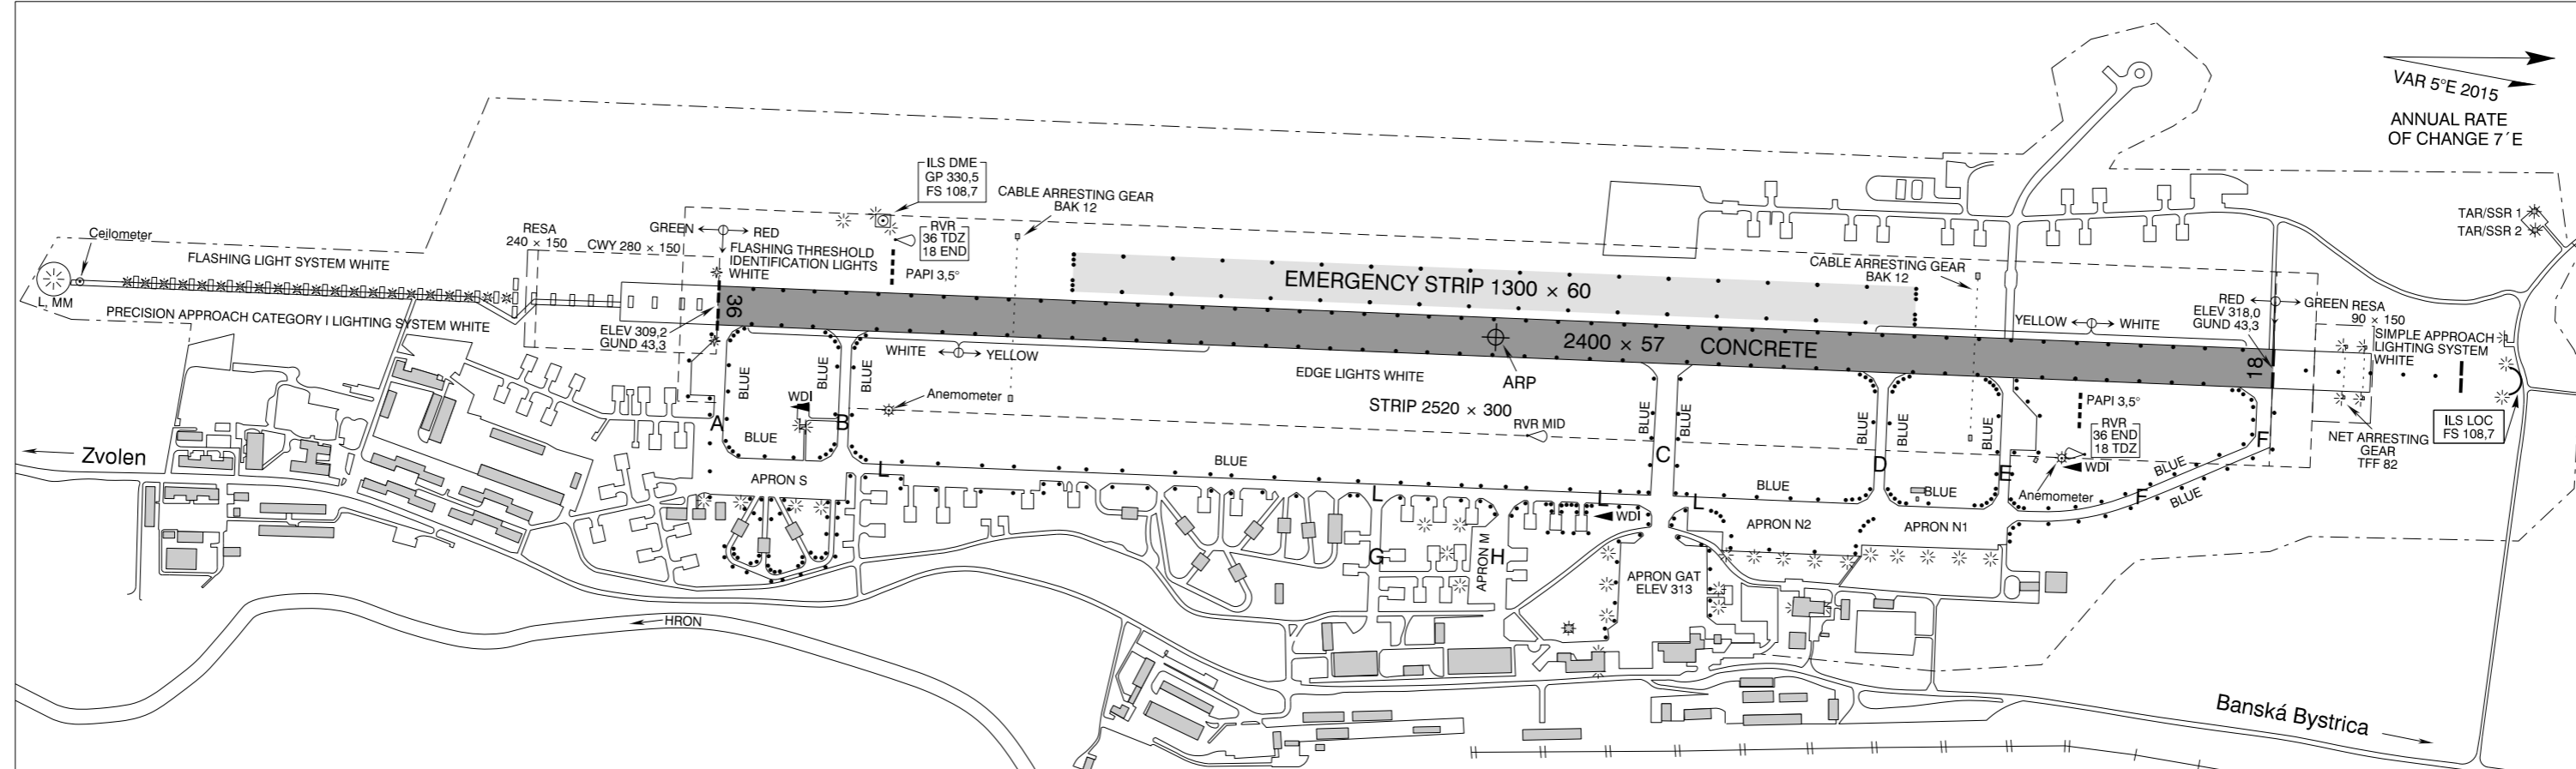 VAR 5°E 2015
ANNUAL RATE
OF CHANGE 7´E
ILS DME
GP 330,5
FS 108,7
CABLE ARRESTING GEAR
BAK 12
TAR/SSR 1
TAR/SSR 2
Ceilometer
RESA
240 × 150
CWY 280 × 150
GREEN
RED
RVR
36 TDZ
18 END
FLASHING THRESHOLD
IDENTIFICATION LIGHTS
WHITE
PAPI 3,5°
FLASHING LIGHT SYSTEM WHITE
L, MM
PRECISION APPROACH CATEGORY I LIGHTING SYSTEM WHITE
ELEV 309,2
GUND 43,3
36
EMERGENCY STRIP 1300 × 60
CABLE ARRESTING GEAR
BAK 12
2400 × 57
CONCRETE
ARP
YELLOW
WHITE
RED
ELEV 318,0
GUND 43,3
GREEN
RESA
90 × 150
SIMPLE APPROACH
LIGHTING SYSTEM
WHITE
18
WHITE
YELLOW
BLUE
BLUE
BLUE
WDI
A
B
BLUE
Anemometer
EDGE LIGHTS WHITE
STRIP 2520 × 300
RVR MID
BLUE
BLUE
C
BLUE
BLUE
D
BLUE
E
PAPI 3,5°
RVR
36 END
18 TDZ
WDI
Anemometer
F
F
BLUE
BLUE
NET ARRESTING
GEAR
TFF 82
ILS LOC
FS 108,7
Zvolen
APRON S
L
BLUE
L
L
WDI
L
BLUE
BLUE
APRON N2
APRON N1
G
APRON M
H
APRON GAT
ELEV 313
HRON
Banská Bystrica